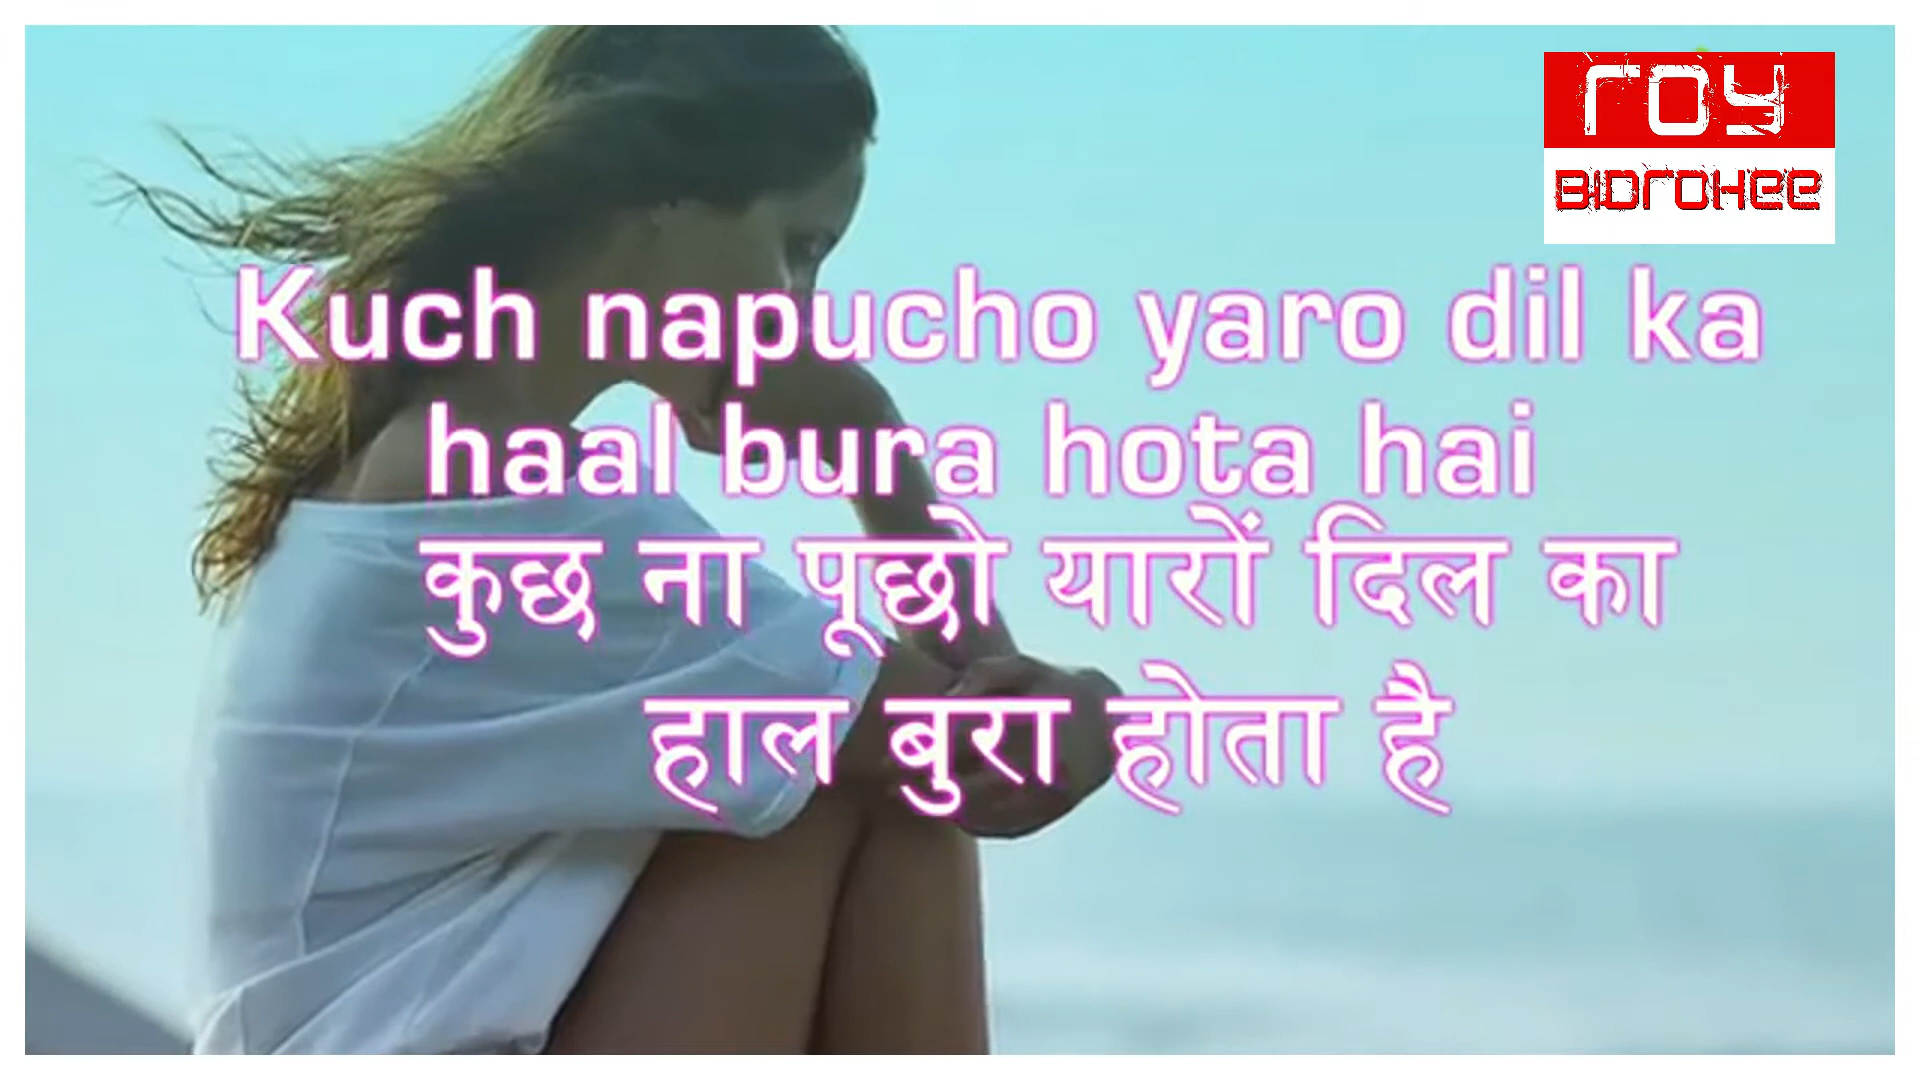 roy
BIDROHEE
Kuch napucho yaro dil ka
haal bura hota hai
कुछ ना पूछो यारों दिल का
हाल बुरा होता है